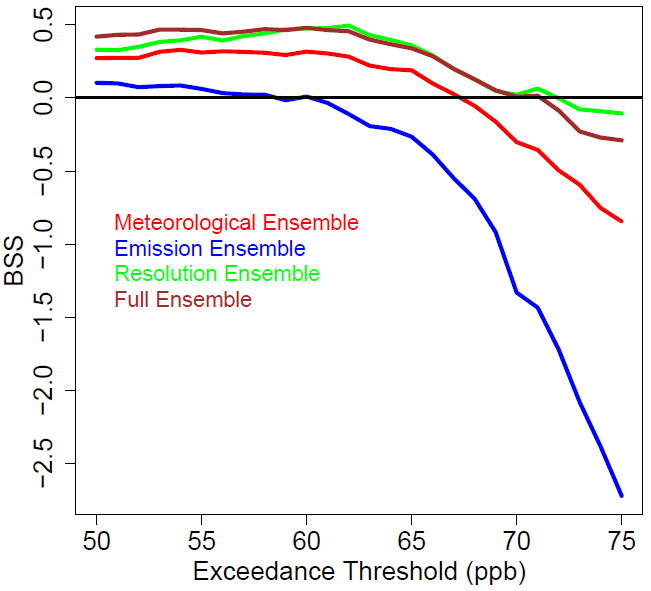 0.5
0.0
−0.5
−1.0
−1.5
−2.0
−2.5
BSS
Meteorological Ensemble
Emission Ensemble
Resolution Ensemble
Full Ensemble
50 55 60 65 70 75
Exceedance Threshold (ppb)